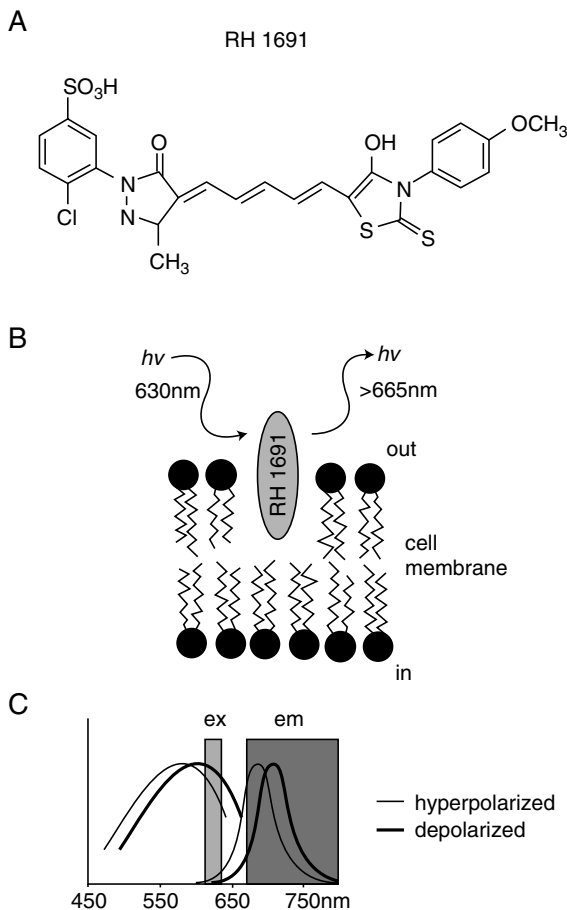 A
RH 1691
SO₃H
O
OH
OCH₃
N
N
N
Cl
S
S
CH₃
B
hv
hv
630nm
>665nm
RH 1691
out
cell
membrane
in
C
ex
em
hyperpolarized
depolarized
450 550 650 750nm